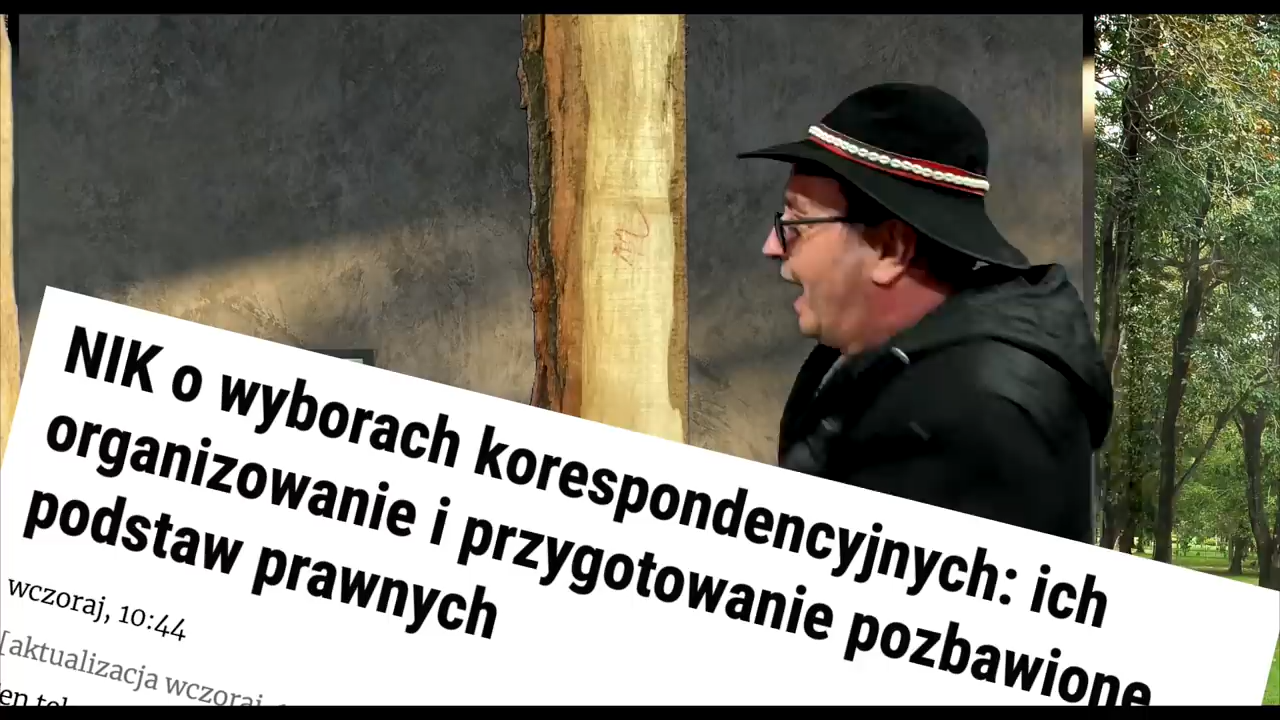 NIK o wyborach korespondencyjnych: ich
organizowanie i przygotowanie pozbawione
podstaw prawnych
wczoraj, 10:44
[aktualizacja wczoraj,
m